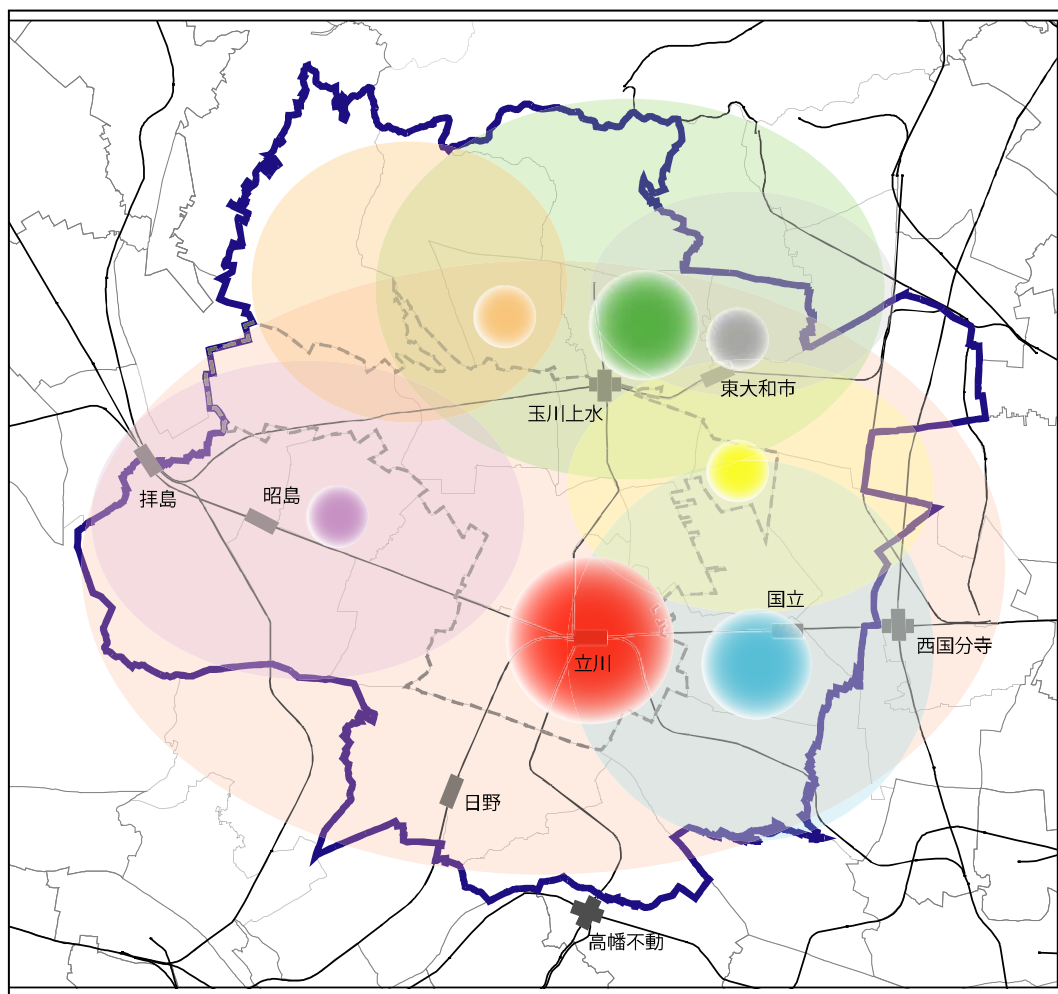 東大和市
玉川上水
昭島
拝島
国立
西国分寺
立川
日野
高幡不動